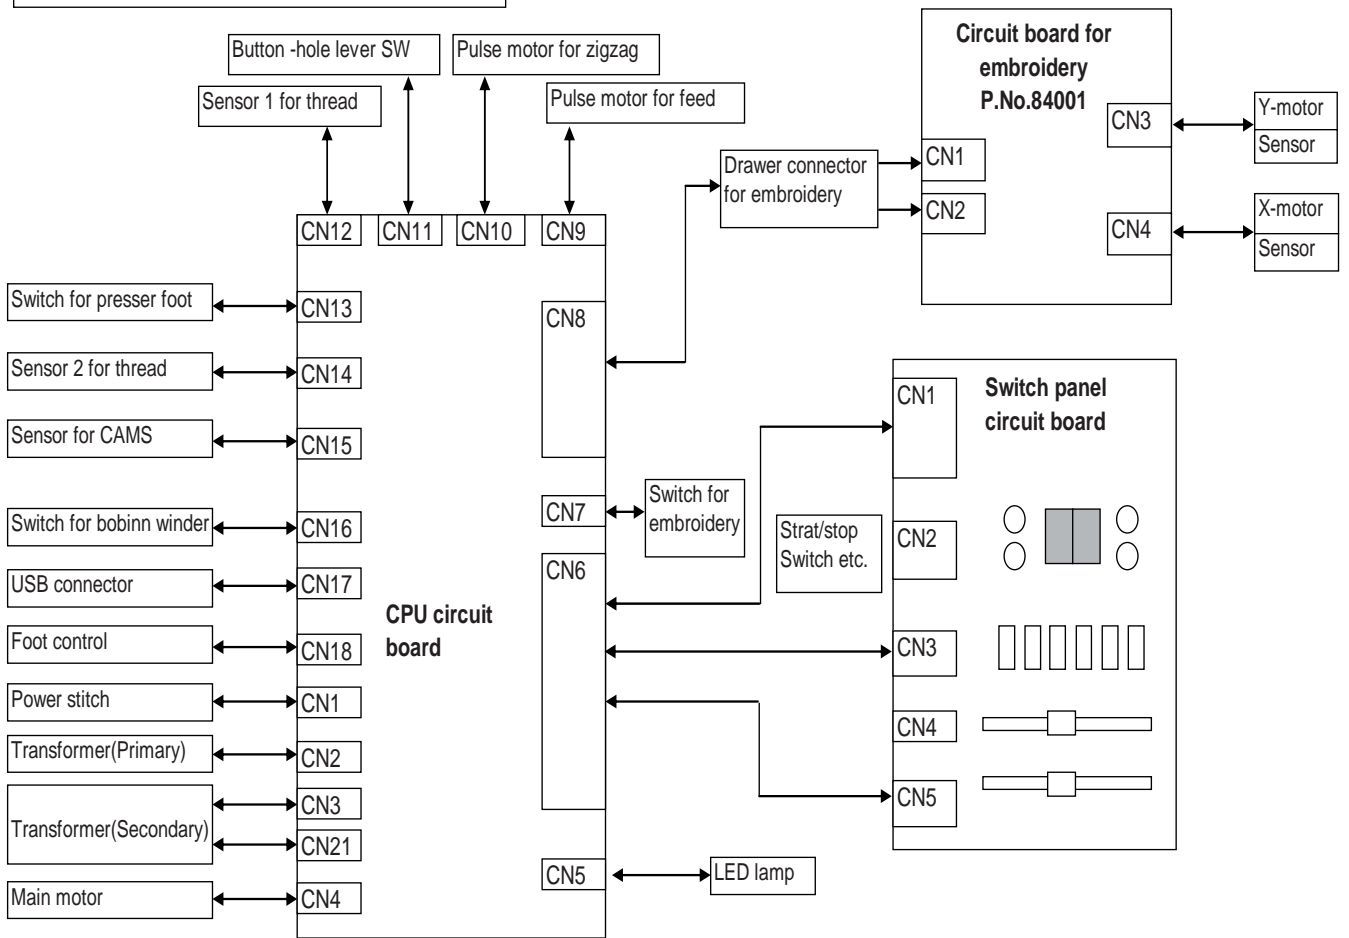 Button -hole lever SW
Pulse motor for zigzag
Sensor 1 for thread
Pulse motor for feed
CN12
CN11
CN10
CN9
Switch for presser foot
CN13
Sensor 2 for thread
CN14
Sensor for CAMS
CN15
Switch for bobinn winder
CN16
USB connector
CN17
Foot control
CN18
Power stitch
CN1
Transformer(Primary)
CN2
Transformer(Secondary)
CN3
CN21
Main motor
CN4
CPU circuit
board
CN8
CN7
CN6
CN5
Switch for
embroidery
LED lamp
Drawer connector
for embroidery
Circuit board for
embroidery
P.No.84001
CN1
CN2
CN3
CN4
Y-motor
Sensor
X-motor
Sensor
Strat/stop
Switch etc.
Switch panel
circuit board
CN1
CN2
CN3
CN4
CN5